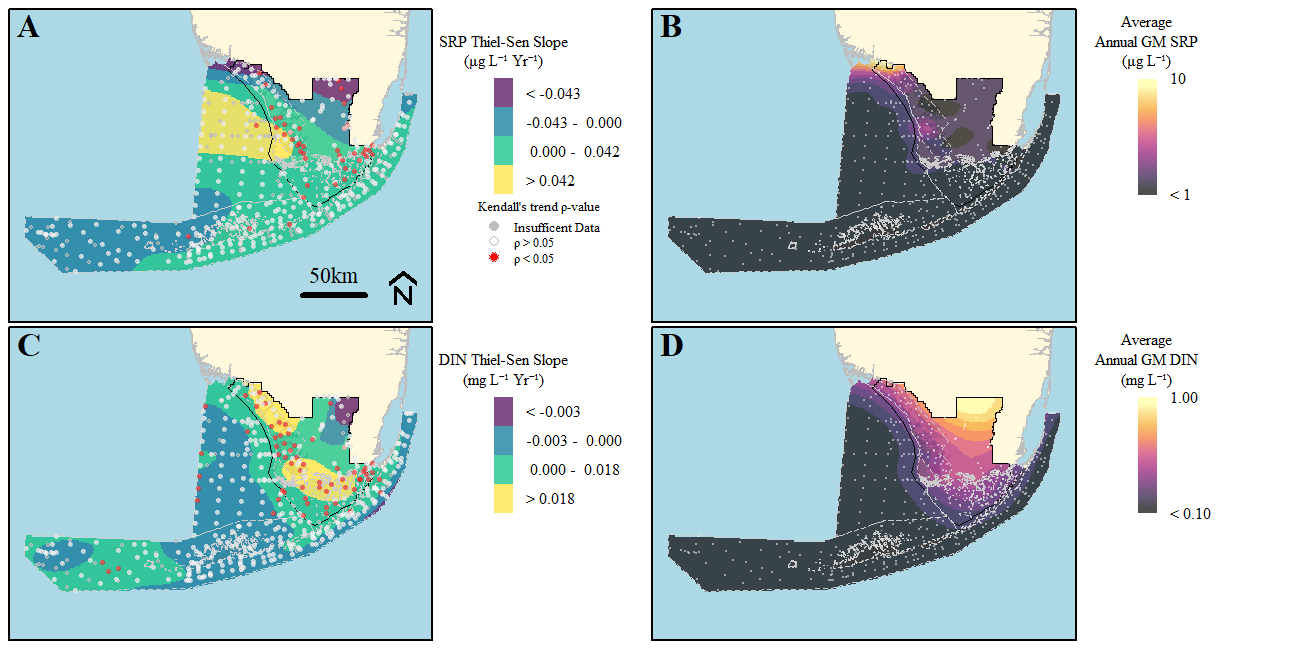 A
SRP Thiel-Sen Slope
(µg L⁻¹ Yr⁻¹)
< -0.043
-0.043 - 0.000
0.000 - 0.042
> 0.042
Kendall's trend ρ-value
Insufficent Data
ρ > 0.05
ρ < 0.05
50km
N
B
Average
Annual GM SRP
(µg L⁻¹)
10
< 1
C
DIN Thiel-Sen Slope
(mg L⁻¹ Yr⁻¹)
< -0.003
-0.003 - 0.000
0.000 - 0.018
> 0.018
D
Average
Annual GM DIN
(mg L⁻¹)
1.00
< 0.10